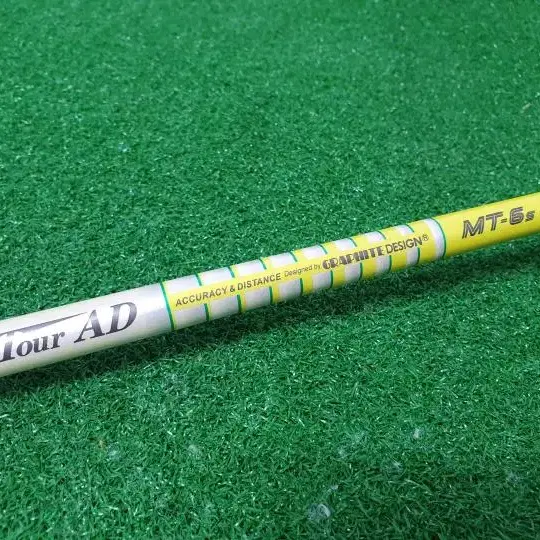 Tour AD
ACCURACY & DISTANCE Designed by GRAPHITE DESIGN®
MT-6s